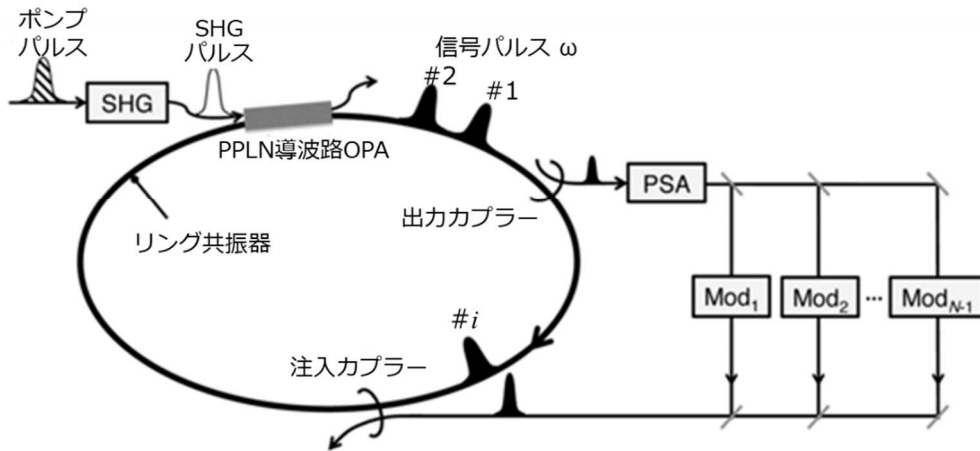 ポンプ
パルス
SHG
SHG
パルス
信号パルス ω
#2
#1
PPLN導波路OPA
PSA
出力カプラー
リング共振器
Mod1
Mod2
...
ModN-1
#i
注入カプラー